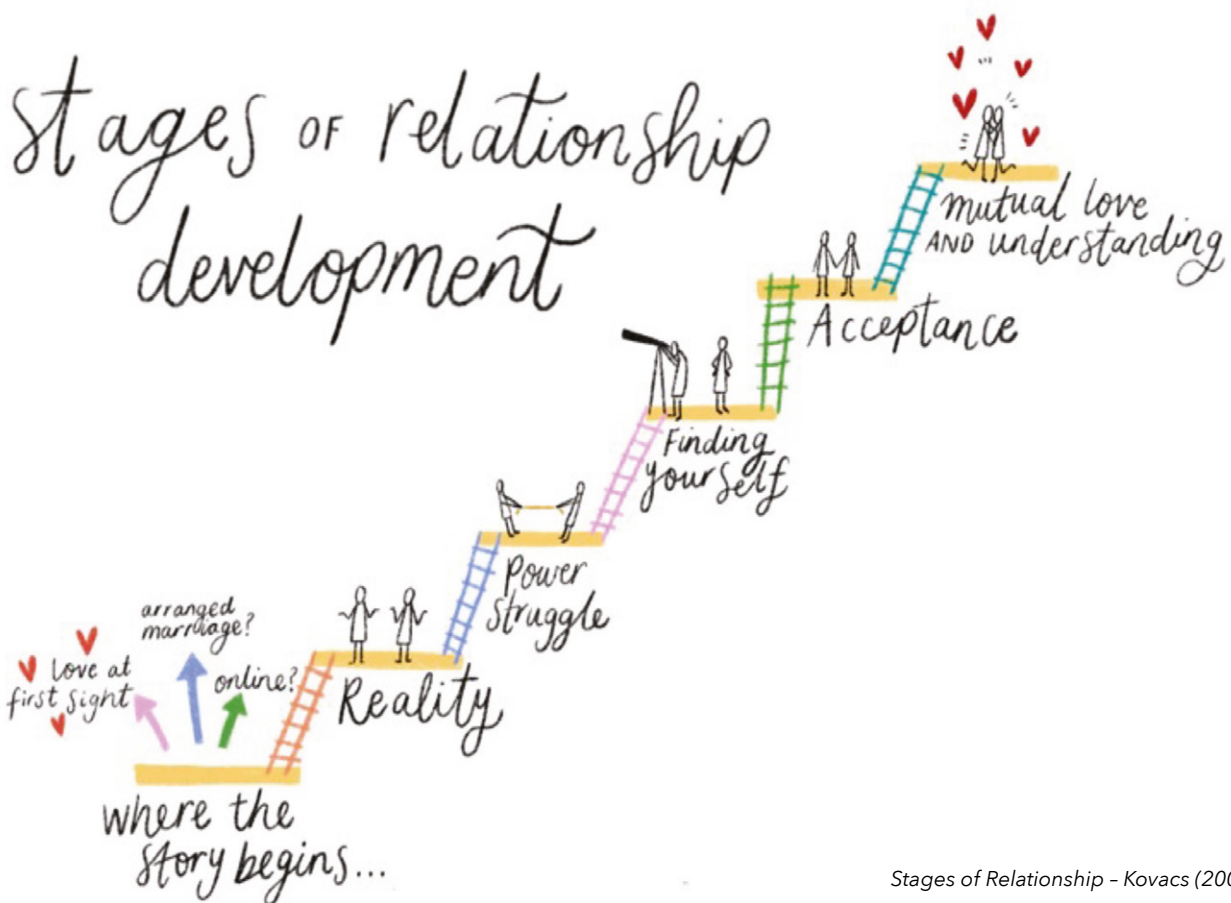 stages OF relationship
development
mutual love
AND understanding
Acceptance
Finding
yourself
Power
struggle
Reality
arranged
marriage?
love at
first sight
online?
where the
story begins...
Stages of Relationship – Kovacs (200